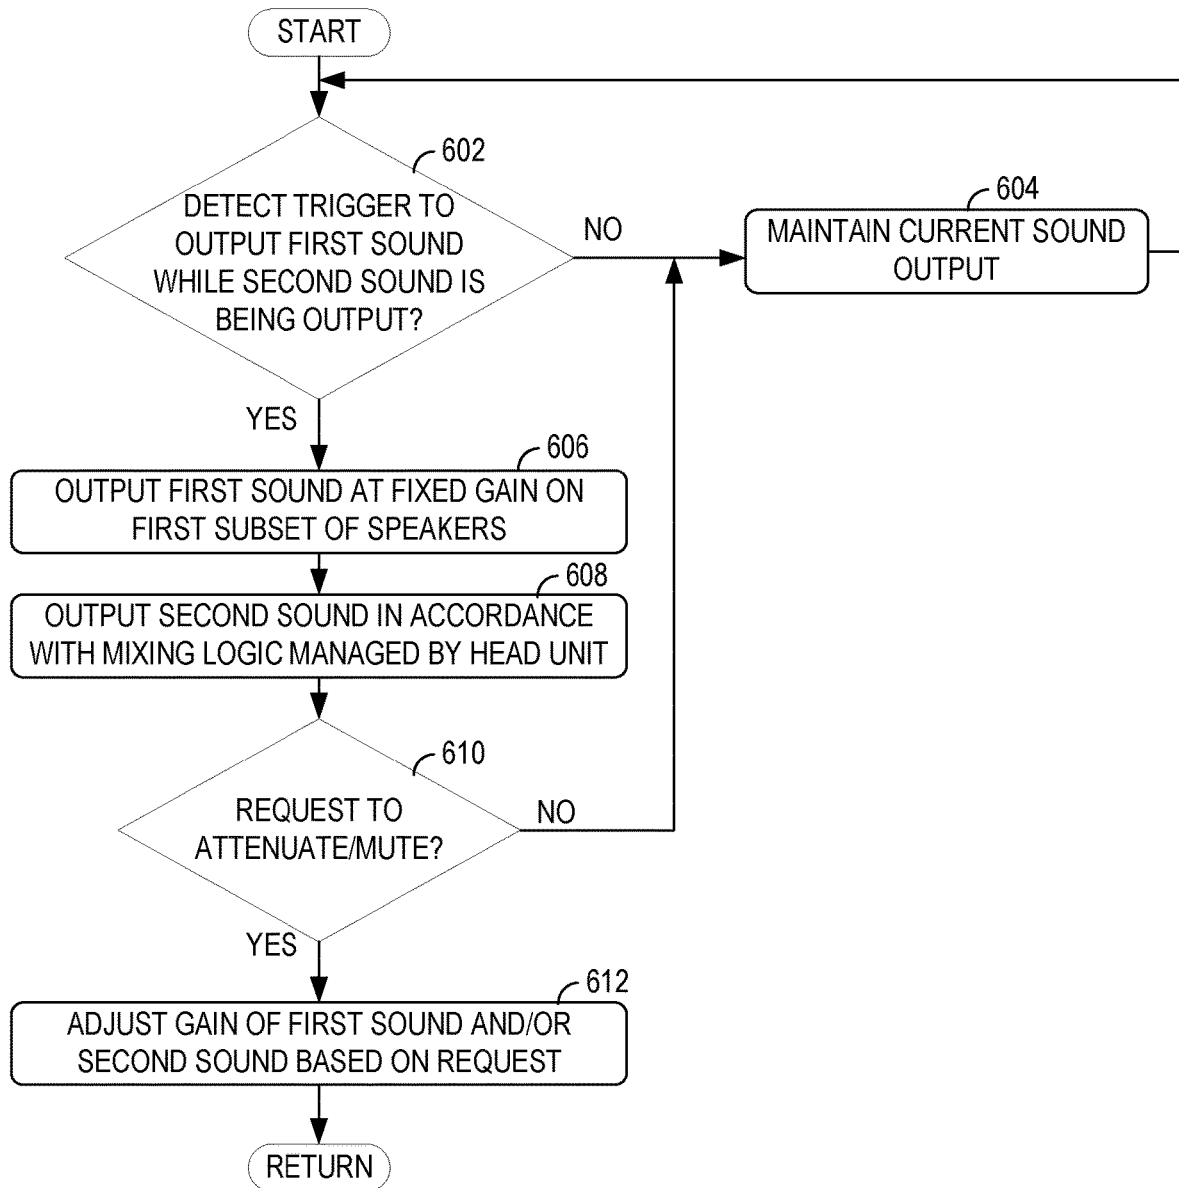 START
602
DETECT TRIGGER TO
OUTPUT FIRST SOUND
WHILE SECOND SOUND IS
BEING OUTPUT?
NO
604
MAINTAIN CURRENT SOUND
OUTPUT
YES
606
OUTPUT FIRST SOUND AT FIXED GAIN ON
FIRST SUBSET OF SPEAKERS
608
OUTPUT SECOND SOUND IN ACCORDANCE
WITH MIXING LOGIC MANAGED BY HEAD UNIT
610
REQUEST TO
ATTENUATE/MUTE?
NO
YES
612
ADJUST GAIN OF FIRST SOUND AND/OR
SECOND SOUND BASED ON REQUEST
RETURN